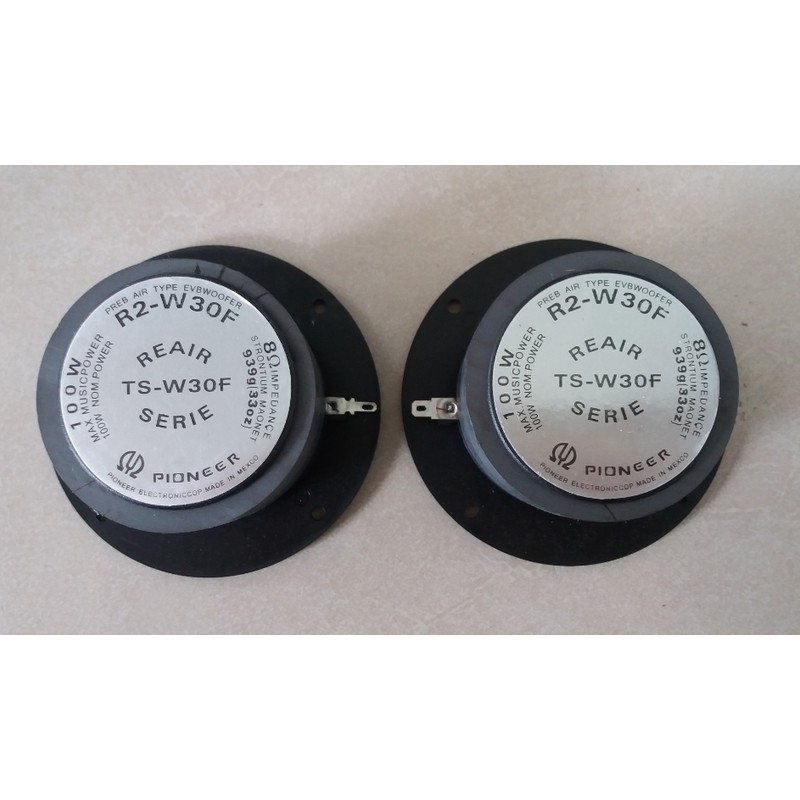 PREB AIR TYPE EVBWOOFER
R2-W30F
100W
MAX. MUSICPOWER
100W NOM.POWER
REAIR
TS-W30F
SERIE
8Ω IMPEDANCE
STRONTIUM MAGNET
939g(33oz)
PIONEER
PIONEER ELECTRONICCOP.MADE IN MEXCO
PREB AIR TYPE EVBWOOFER
R2-W30F
100W
MAX.MUSICPOWER
100W NOM.POWER
REAIR
TS-W30F
SERIE
8Ω IMPEDANCE
STRONTIUM MAGNET
939g(33oz)
PIONEER
PIONEER ELECTRONICCOP.MADE IN MEXCO